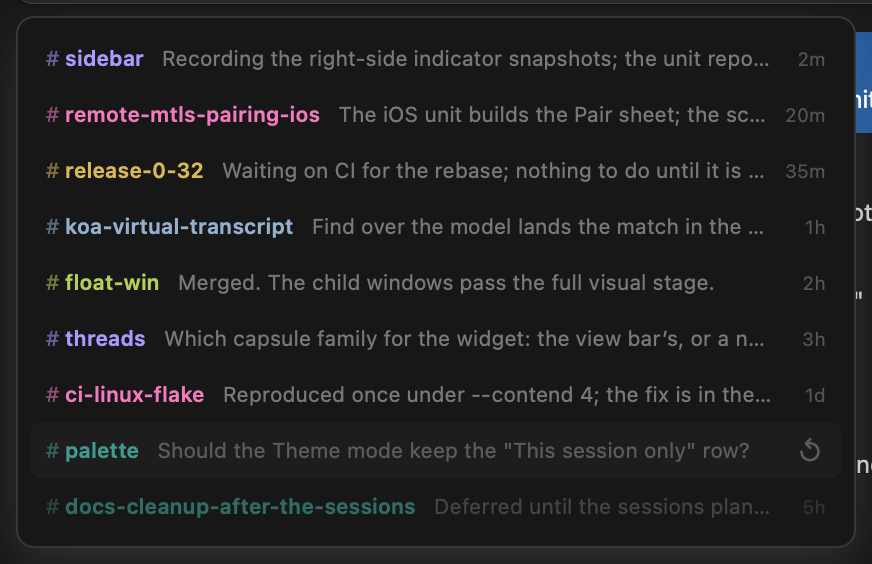 # sidebar Recording the right-side indicator snapshots; the unit repo… 2m
# remote-mtls-pairing-ios The iOS unit builds the Pair sheet; the sc… 20m
# release-0-32 Waiting on CI for the rebase; nothing to do until it is … 35m
# koa-virtual-transcript Find over the model lands the match in the … 1h
# float-win Merged. The child windows pass the full visual stage. 2h
# threads Which capsule family for the widget: the view bar’s, or a n… 3h
# ci-linux-flake Reproduced once under --contend 4; the fix is in the… 1d
# palette Should the Theme mode keep the "This session only" row?
# docs-cleanup-after-the-sessions Deferred until the sessions plan… 5h